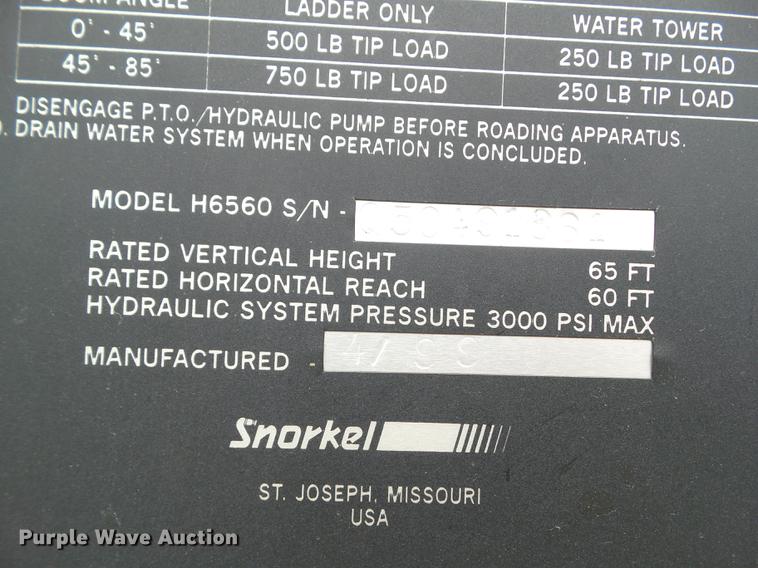 BOOM ANGLE LADDER ONLY WATER TOWER
0° - 45° 500 LB TIP LOAD 250 LB TIP LOAD
45° - 85° 750 LB TIP LOAD 250 LB TIP LOAD
DISENGAGE P.T.O./HYDRAULIC PUMP BEFORE ROADING APPARATUS.
. DRAIN WATER SYSTEM WHEN OPERATION IS CONCLUDED.
MODEL H6560 S/N -
RATED VERTICAL HEIGHT 65 FT
RATED HORIZONTAL REACH 60 FT
HYDRAULIC SYSTEM PRESSURE 3000 PSI MAX
MANUFACTURED -
Snorkel
ST. JOSEPH, MISSOURI
USA
Purple Wave Auction